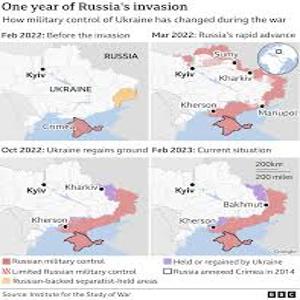 One year of Russia's invasion
How military control of Ukraine has changed during the war
Feb 2022: Before the invasion
Mar 2022: Russia's rapid advance
RUSSIA
Kyiv
UKRAINE
Crimea
Sumy
Kyiv
Kharkiv
Kherson
Mariupol
Oct 2022: Ukraine regains ground
Feb 2023: Current situation
200km
200 miles
Kyiv
Kharkiv
Kherson
Kyiv
Bakhmut
Kherson
Russian military control
Held or regained by Ukraine
Limited Russian military control
Russia annexed Crimea in 2014
Russian-backed separatist-held areas
Source: Institute for the Study of War
BBC